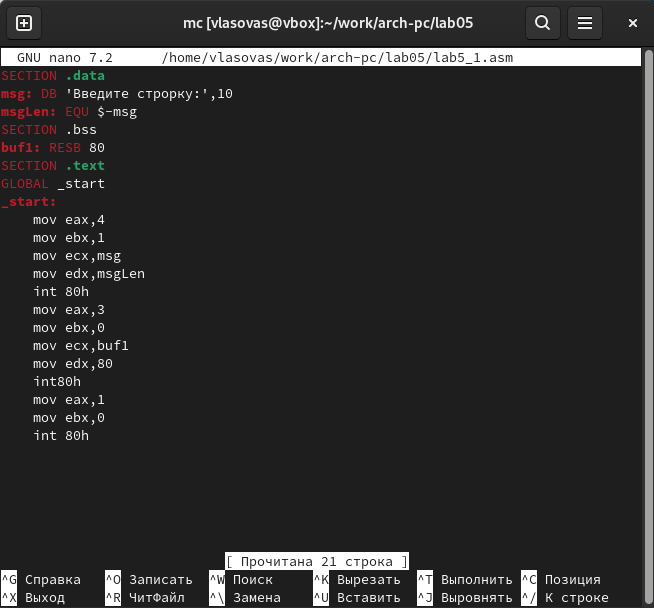 mc [vlasovas@vbox]:~/work/arch-pc/lab05
GNU nano 7.2 /home/vlasovas/work/arch-pc/lab05/lab5_1.asm
SECTION .data
msg: DB 'Введите строрку:',10
msgLen: EQU $-msg
SECTION .bss
buf1: RESB 80
SECTION .text
GLOBAL _start
_start:
mov eax,4
mov ebx,1
mov ecx,msg
mov edx,msgLen
int 80h
mov eax,3
mov ebx,0
mov ecx,buf1
mov edx,80
int80h
mov eax,1
mov ebx,0
int 80h
[ Прочитана 21 строка ]
^G Справка ^O Записать ^W Поиск ^K Вырезать ^T Выполнить ^C Позиция
^X Выход ^R ЧитФайл ^\ Замена ^U Вставить ^J Выровнять ^/ К строке